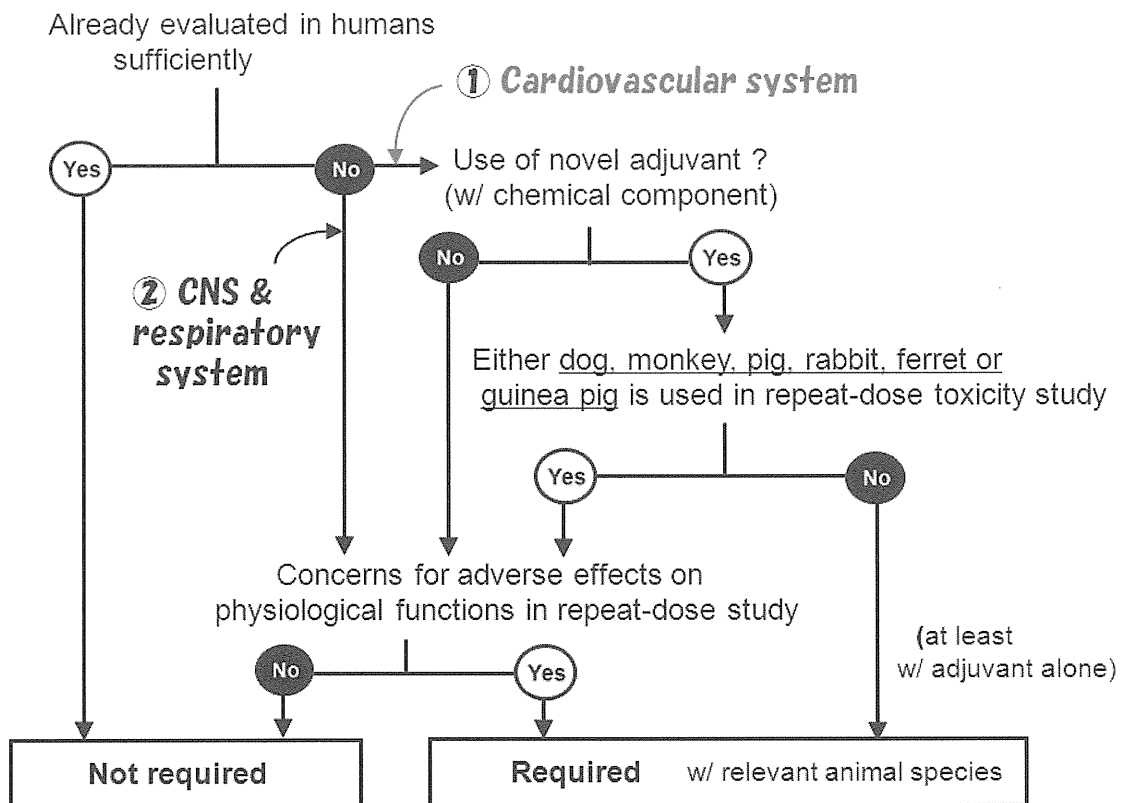 Already evaluated in humans
sufficiently
① Cardiovascular system
Yes
No
Use of novel adjuvant ?
(w/ chemical component)
No
Yes
② CNS &
respiratory
system
Either dog, monkey, pig, rabbit, ferret or
guinea pig is used in repeat-dose toxicity study
Yes
No
Concerns for adverse effects on
physiological functions in repeat-dose study
(at least
w/ adjuvant alone)
No
Yes
Not required
Required w/ relevant animal species